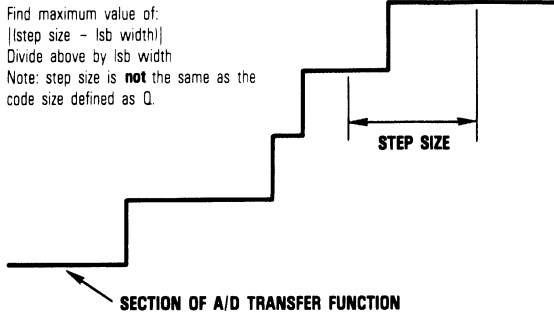 Find maximum value of:
|(step size – lsb width)|
Divide above by lsb width
Note: step size is not the same as the
code size defined as Q.
STEP SIZE
SECTION OF A/D TRANSFER FUNCTION